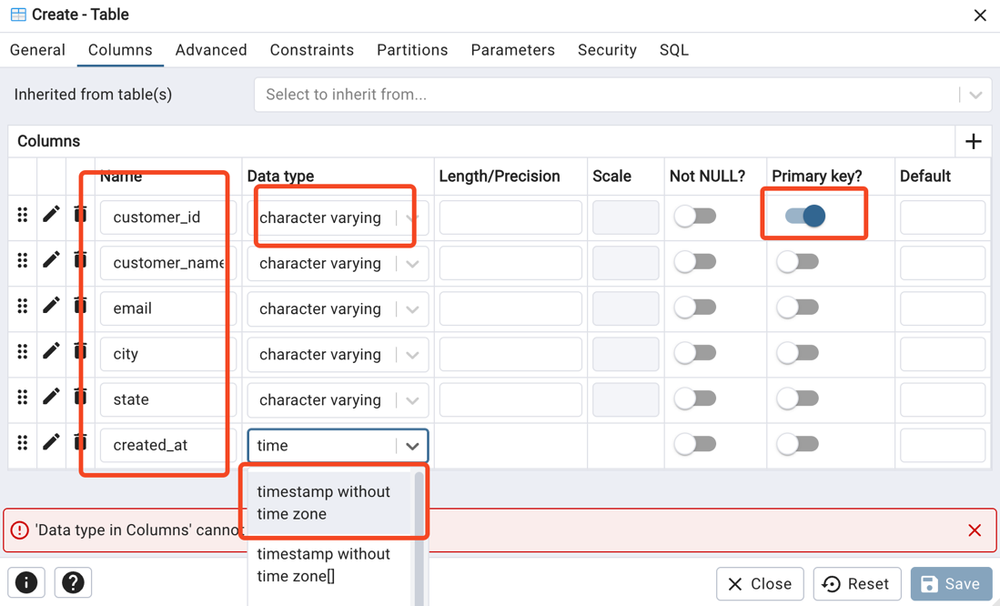 Create - Table
General Columns Advanced Constraints Partitions Parameters Security SQL
Inherited from table(s) Select to inherit from...
Columns
Name Data type Length/Precision Scale Not NULL? Primary key? Default
customer_id character varying
customer_name character varying
email character varying
city character varying
state character varying
created_at time
timestamp without
time zone
'Data type in Columns' cannot
timestamp without
time zone[]
Close Reset Save